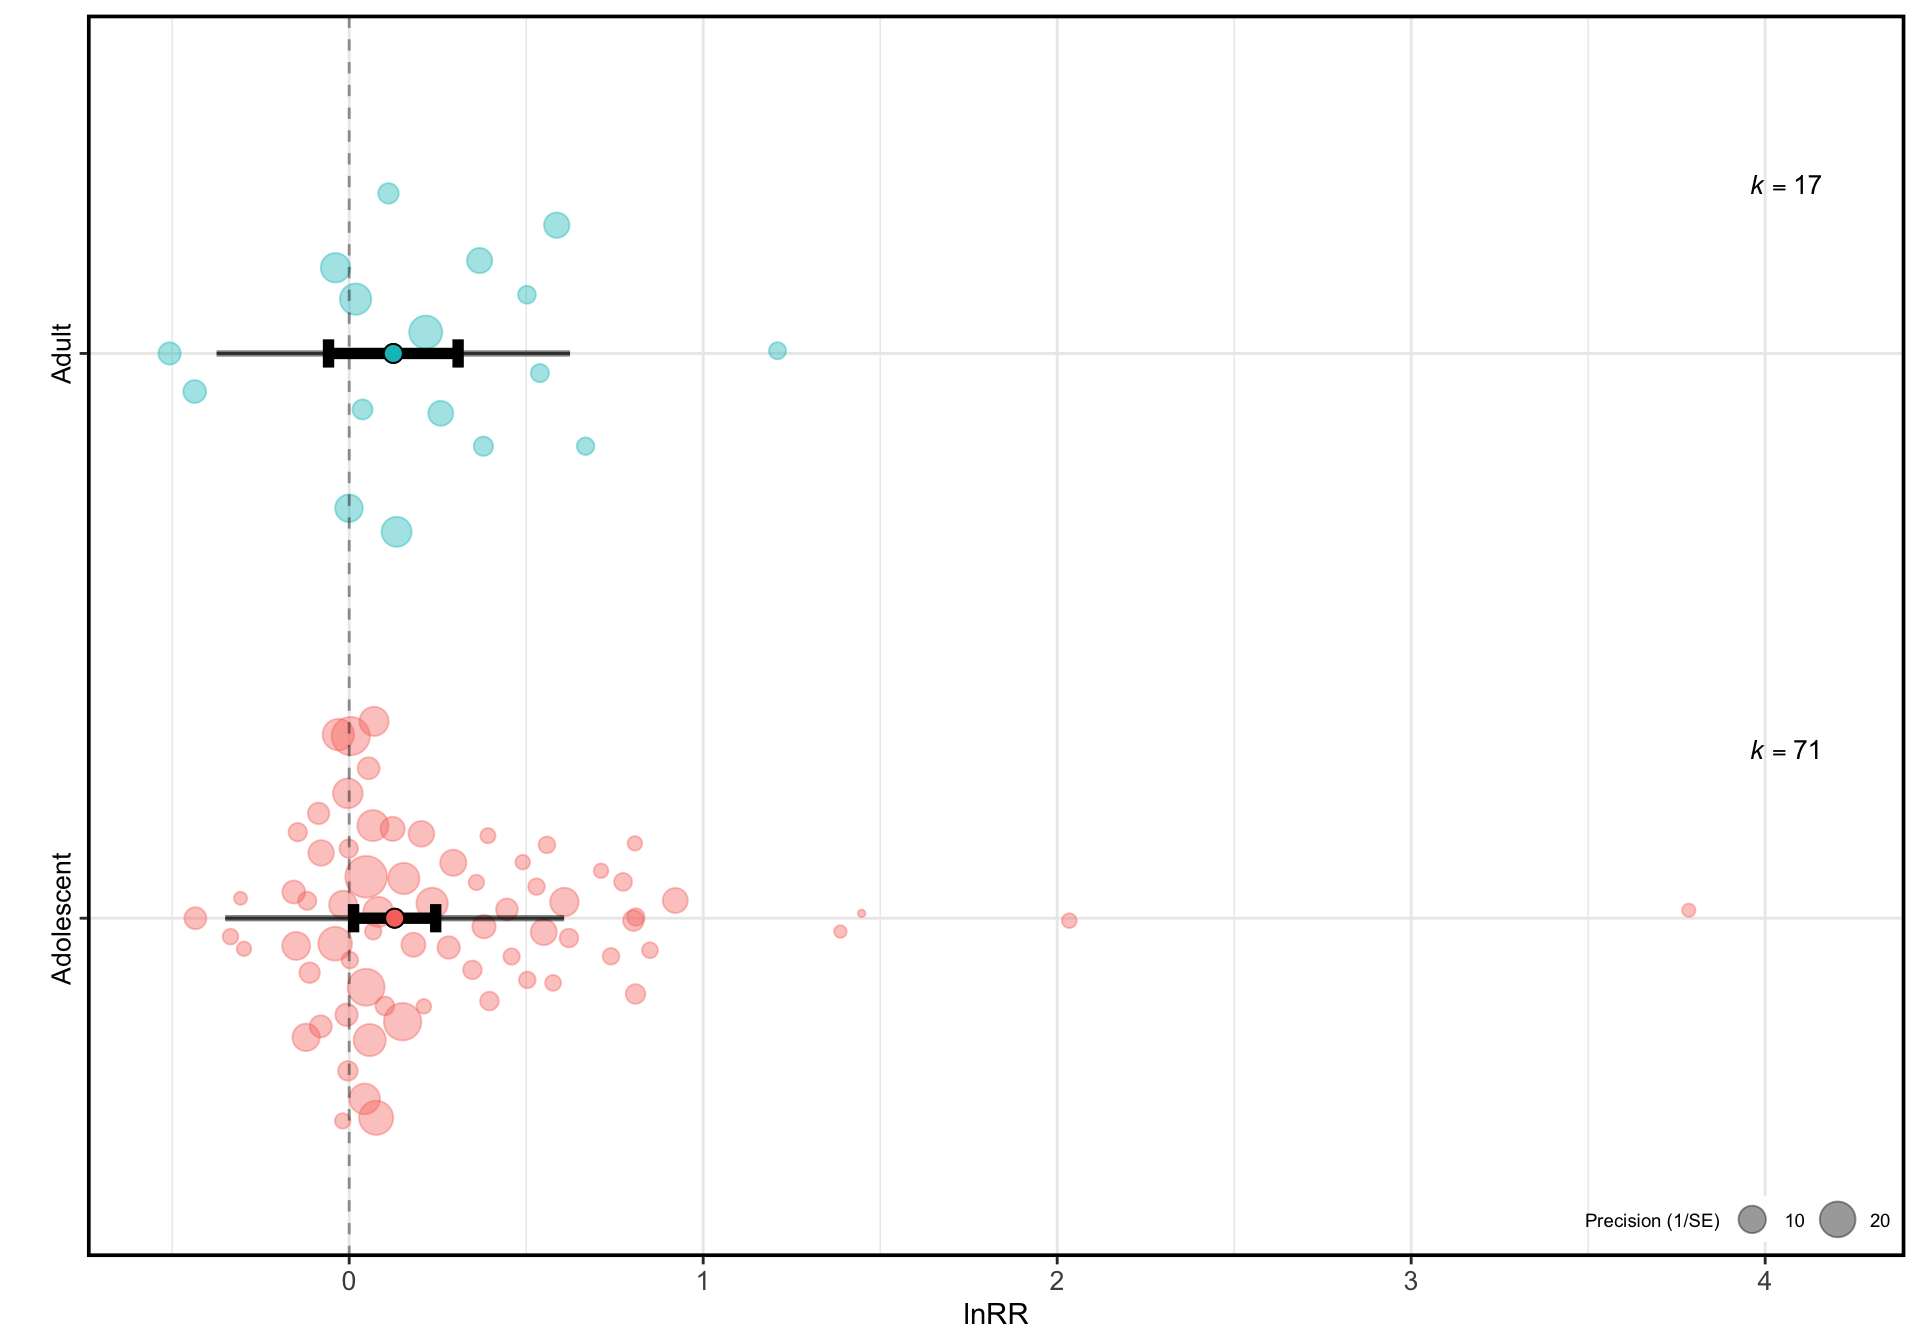 k = 17
Adult
k = 71
Adolescent
Precision (1/SE) 10 20
0 1 2 3 4
lnRR